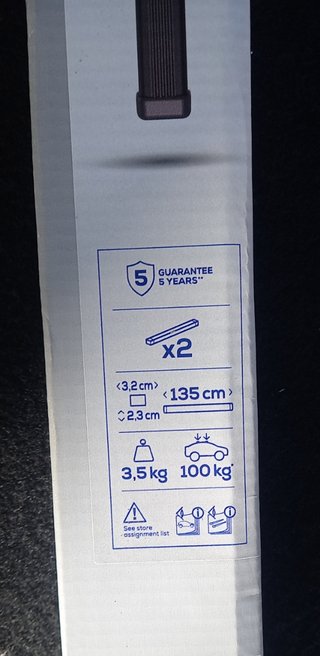 5
GUARANTEE
5 YEARS**
x2
<3,2 cm>
2,3 cm
<135 cm>
3,5 kg
100 kg*
See store
assignment list